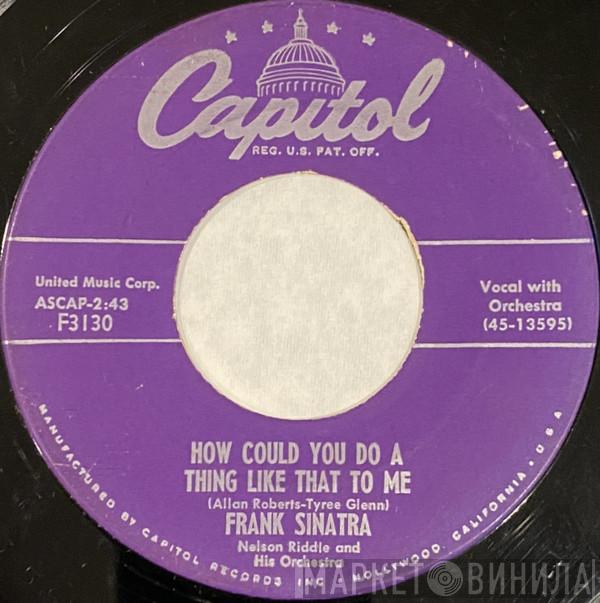 Capitol
REG. U.S. PAT. OFF.
United Music Corp.
ASCAP-2:43
F3130
Vocal with
Orchestra
(45-13595)
HOW COULD YOU DO A
THING LIKE THAT TO ME
(Allan Roberts-Tyree Glenn)
FRANK SINATRA
Nelson Riddle and
His Orchestra
MANUFACTURED BY CAPITOL RECORDS INC. HOLLYWOOD, CALIFORNIA. • U S A
МАРКЕТ ВИНИЛА